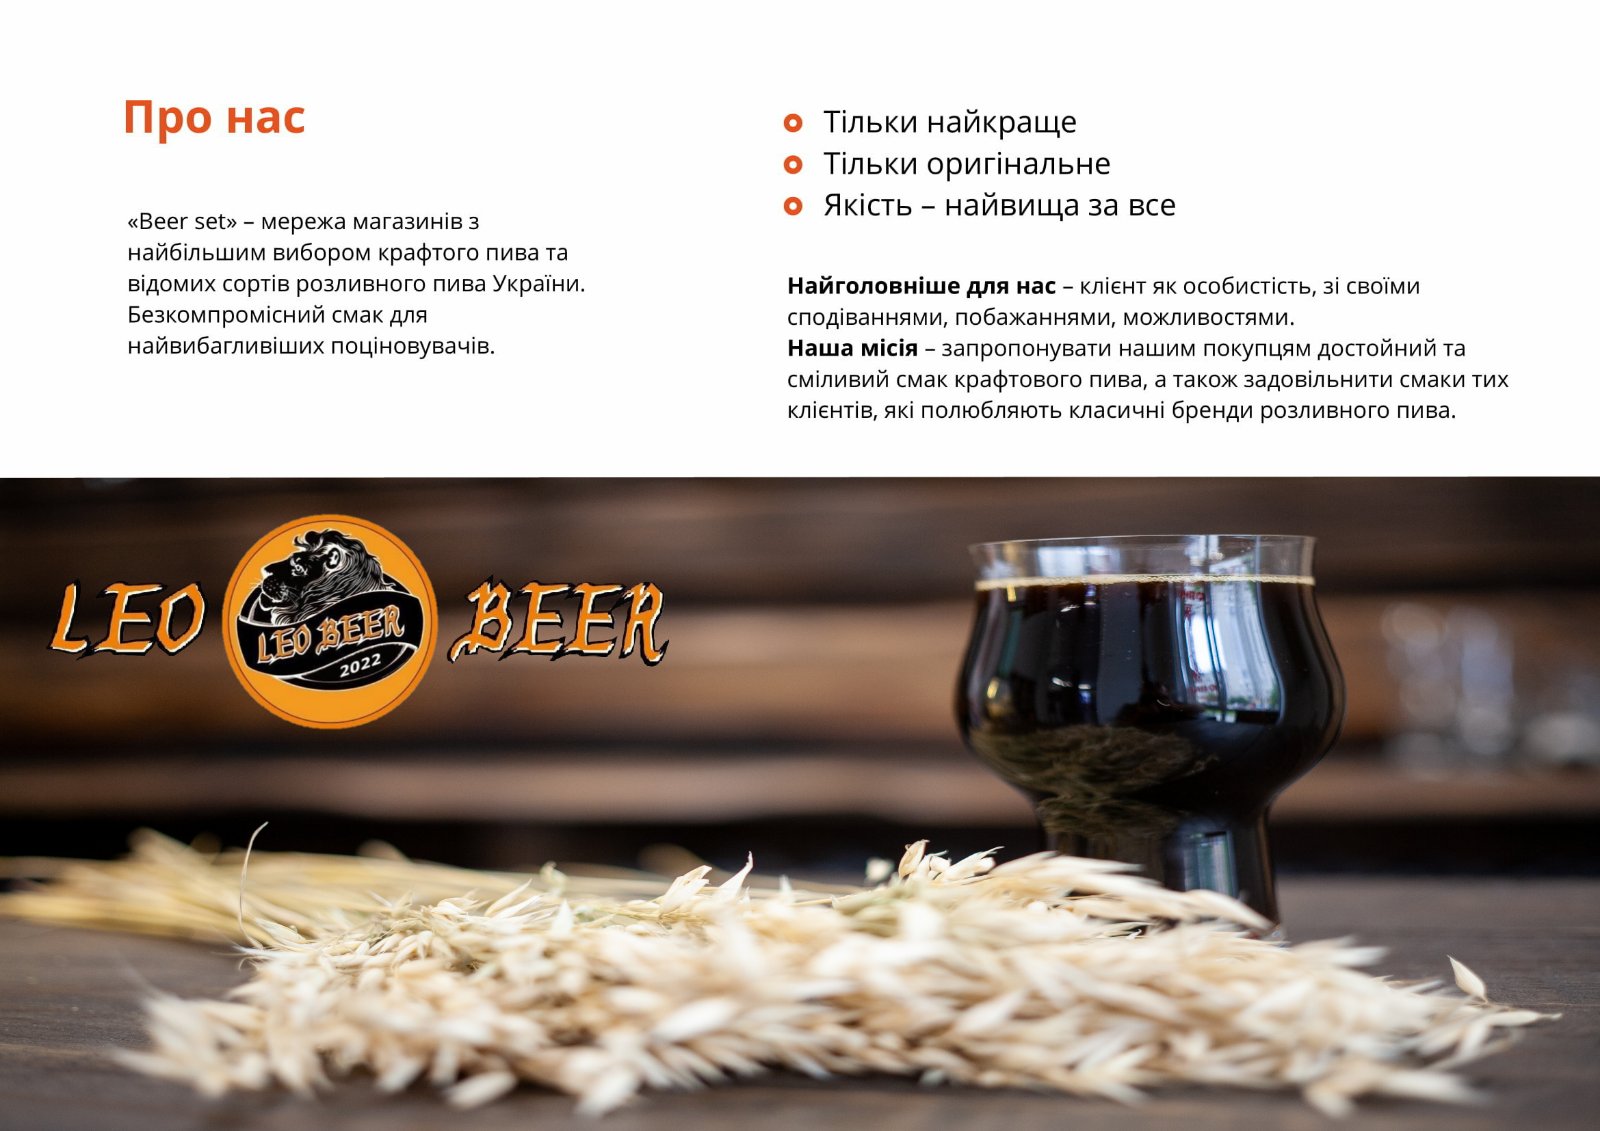 Про нас
«Beer set» – мережа магазинів з
найбільшим вибором крафтого пива та
відомих сортів розливного пива України.
Безкомпромісний смак для
найвибагливіших поціновувачів.
Тільки найкраще
Тільки оригінальне
Якість – найвища за все
Найголовніше для нас – клієнт як особистість, зі своїми
сподіваннями, побажаннями, можливостями.
Наша місія – запропонувати нашим покупцям достойний та
сміливий смак крафтового пива, а також задовільнити смаки тих
клієнтів, які полюбляють класичні бренди розливного пива.
LEO BEER
LEO BEER
2022